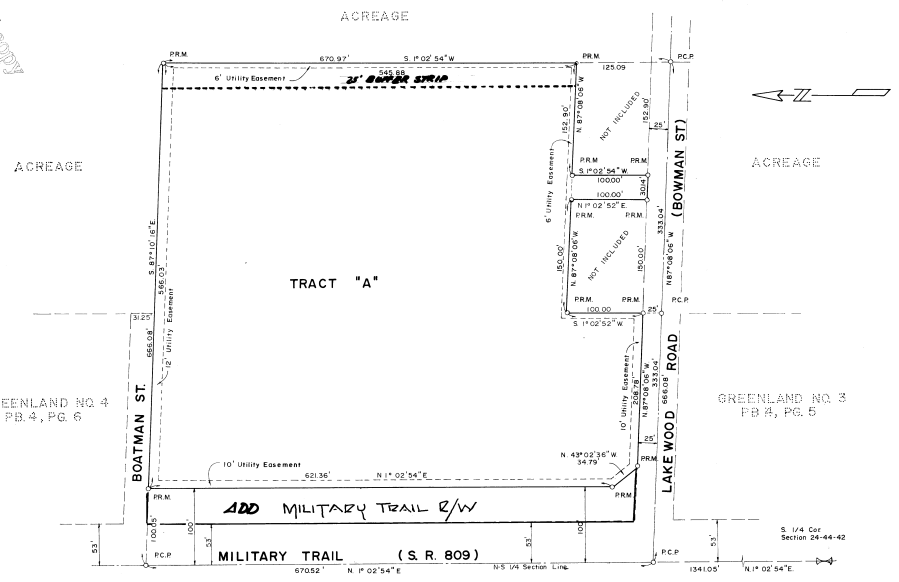 ACREAGE
copy
P.R.M.
670.97'
S. 1° 02' 54" W
P.R.M.
125.09
P.C.P.
6' Utility Easement
545.88
25' BUFFER STRIP
N. 87° 08' 06" W
152.90'
NOT INCLUDED
152.90'
25'
N
ACREAGE
ACREAGE
(BOWMAN ST)
6' Utility Easement
P.R.M
P.R.M.
S. 1° 02' 54" W.
100.00'
30.14'
100.00'
N 1° 02' 52" E.
P.R.M.
P.R.M.
333.04'
N87° 08' 06" W
S. 87° 10' 16" E.
566.03'
150.00'
N. 87° 08' 06" W.
NOT INCLUDED
150.00'
TRACT "A"
P.R.M.
P.R.M.
100.00
25'
P.C.P.
S. 1° 02' 52" W.
31.25'
666.08'
12' Utility Easement
10' Utility Easement
208.78'
N.87° 08' 06" W.
333.04'
666.08'
LAKEWOOD ROAD
EENLAND NO. 4
PB. 4, PG. 6
GREENLAND NO. 3
PB 4, PG. 5
BOATMAN ST.
25'
N. 43° 02' 36" W.
34.79'
P.R.M.
10' Utility Easement
621.36'
N 1° 02' 54" E
P.R.M.
P.R.M.
ADD MILITARY TRAIL R/W
100.05'
100'
53'
53'
53'
100'
53'
S. 1/4 Cor
Section 24-44-42
P.C.P.
MILITARY TRAIL (S. R. 809)
P.C.P
670.52'
N. 1° 02' 54" E
N-S 1/4 Section Line
1341.05'
N.1° 02' 54" E.